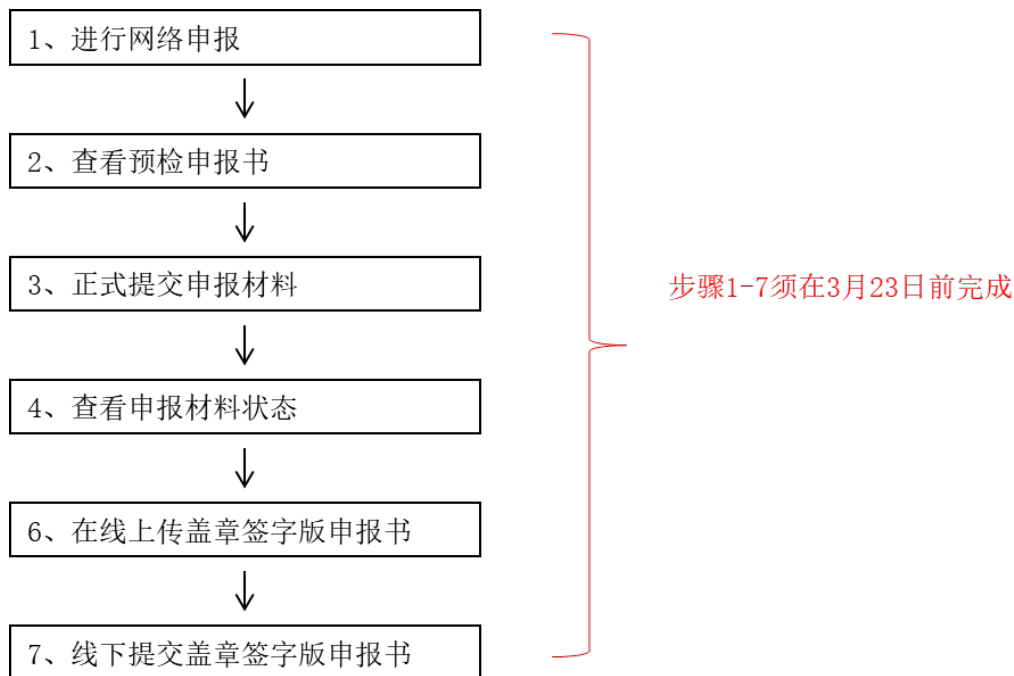 1、进行网络申报
2、查看预检申报书
3、正式提交申报材料
步骤1-7须在3月23日前完成
4、查看申报材料状态
6、在线上传盖章签字版申报书
7、线下提交盖章签字版申报书